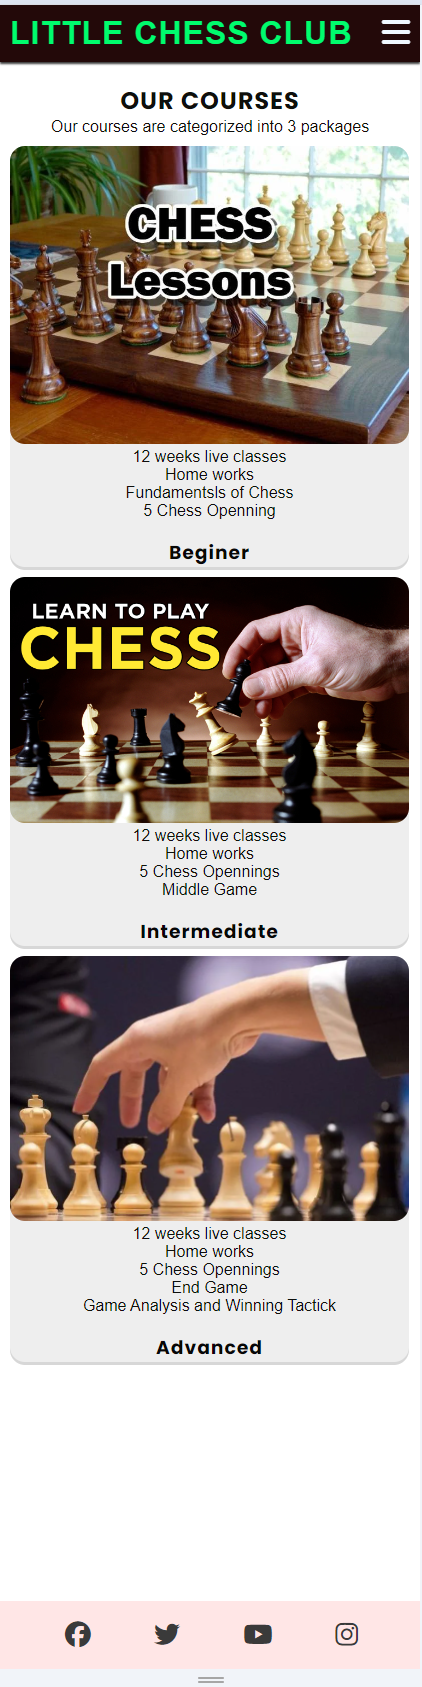 LITTLE CHESS CLUB
OUR COURSES
Our courses are categorized into 3 packages
CHESS
Lessons
12 weeks live classes
Home works
Fundamentsls of Chess
5 Chess Openning
Beginer
LEARN TO PLAY
CHESS
12 weeks live classes
Home works
5 Chess Opennings
Middle Game
Intermediate
12 weeks live classes
Home works
5 Chess Opennings
End Game
Game Analysis and Winning Tactick
Advanced